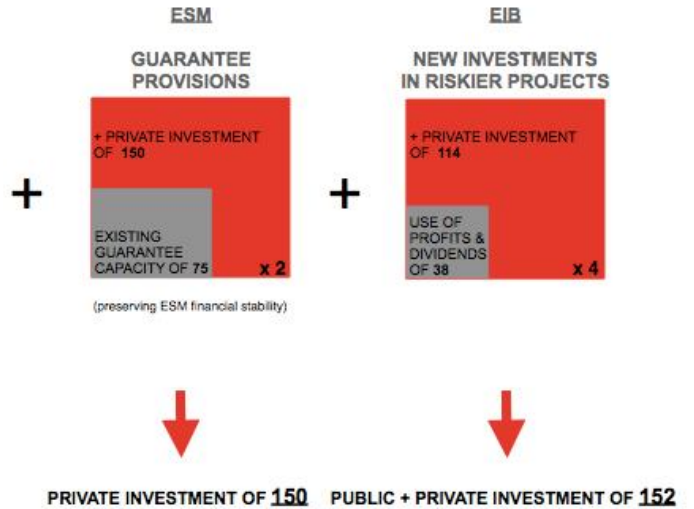 ESM
GUARANTEE
PROVISIONS
+
+ PRIVATE INVESTMENT
OF 150
EXISTING
GUARANTEE
CAPACITY OF 75
x 2
(preserving ESM financial stability)
PRIVATE INVESTMENT OF 150
EIB
NEW INVESTMENTS
IN RISKIER PROJECTS
+
+ PRIVATE INVESTMENT
OF 114
USE OF
PROFITS &
DIVIDENDS
OF 38
x 4
PUBLIC + PRIVATE INVESTMENT OF 152